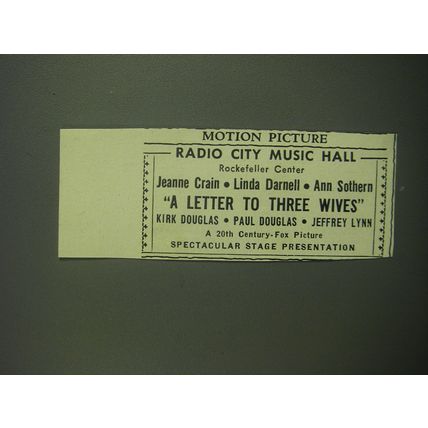 MOTION PICTURE
RADIO CITY MUSIC HALL
Rockefeller Center
Jeanne Crain • Linda Darnell • Ann Sothern
"A LETTER TO THREE WIVES"
KIRK DOUGLAS • PAUL DOUGLAS • JEFFREY LYNN
A 20th Century-Fox Picture
SPECTACULAR STAGE PRESENTATION